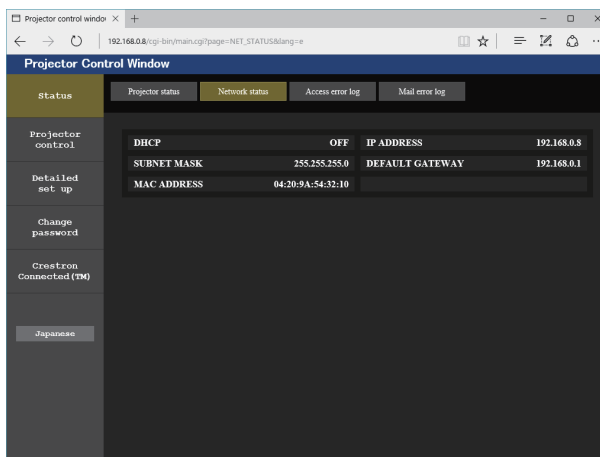 Projector control window
192.168.0.8/cgi-bin/main.cgi?page=NET_STATUS&lang=e
Projector Control Window
Status
Projector status
Network status
Access error log
Mail error log
Projector
control
Detailed
set up
Change
password
Crestron
Connected(TM)
Japanese
DHCP OFF IP ADDRESS 192.168.0.8
SUBNET MASK 255.255.255.0 DEFAULT GATEWAY 192.168.0.1
MAC ADDRESS 04:20:9A:54:32:10